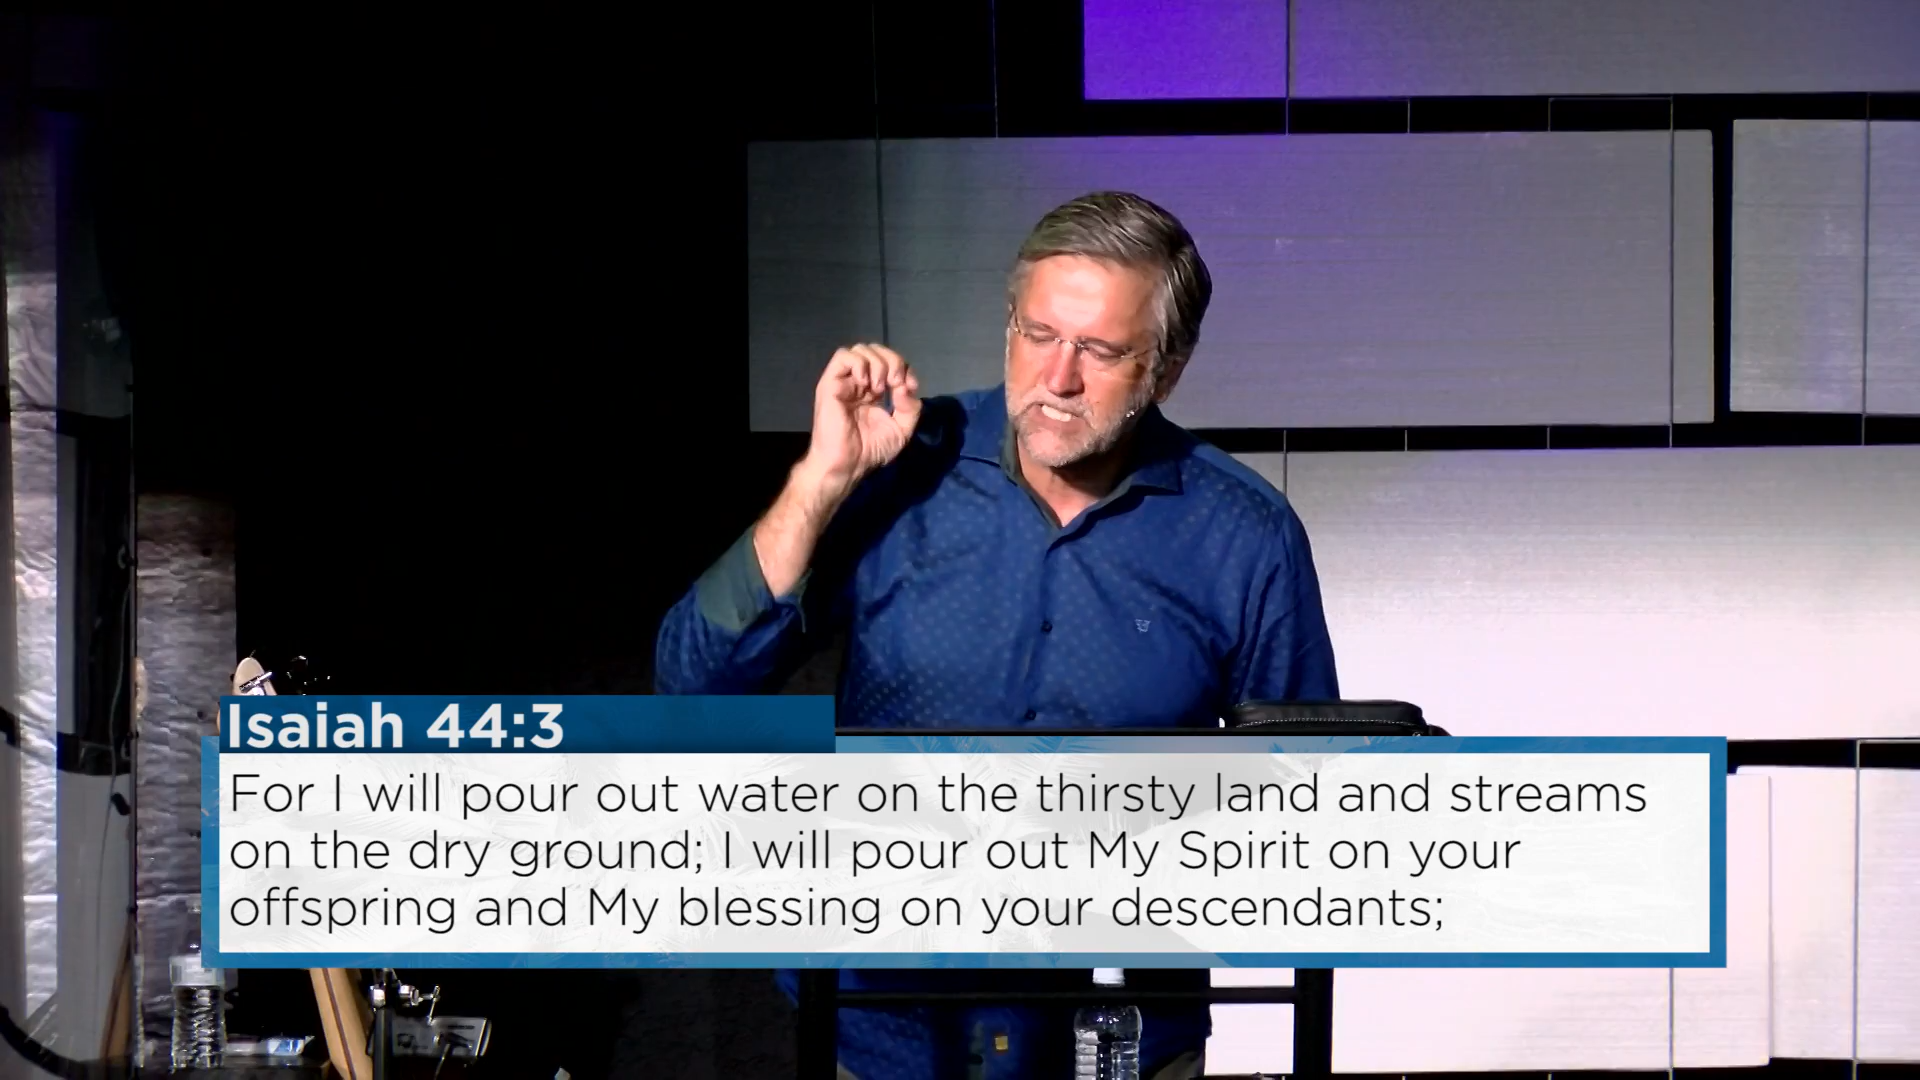 Isaiah 44:3
For I will pour out water on the thirsty land and streams
on the dry ground; I will pour out My Spirit on your
offspring and My blessing on your descendants;